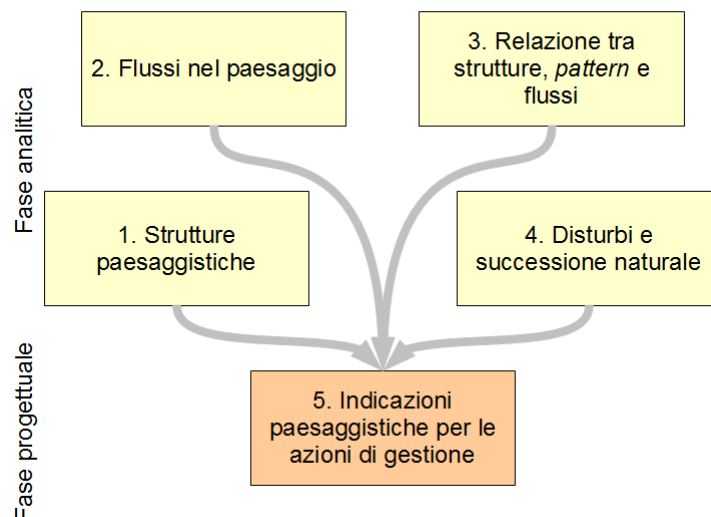 2. Flussi nel paesaggio
3. Relazione tra
strutture, pattern e
flussi
Fase analitica
1. Strutture
paesaggistiche
4. Disturbi e
successione naturale
Fase progettuale
5. Indicazioni
paesaggistiche per le
azioni di gestione